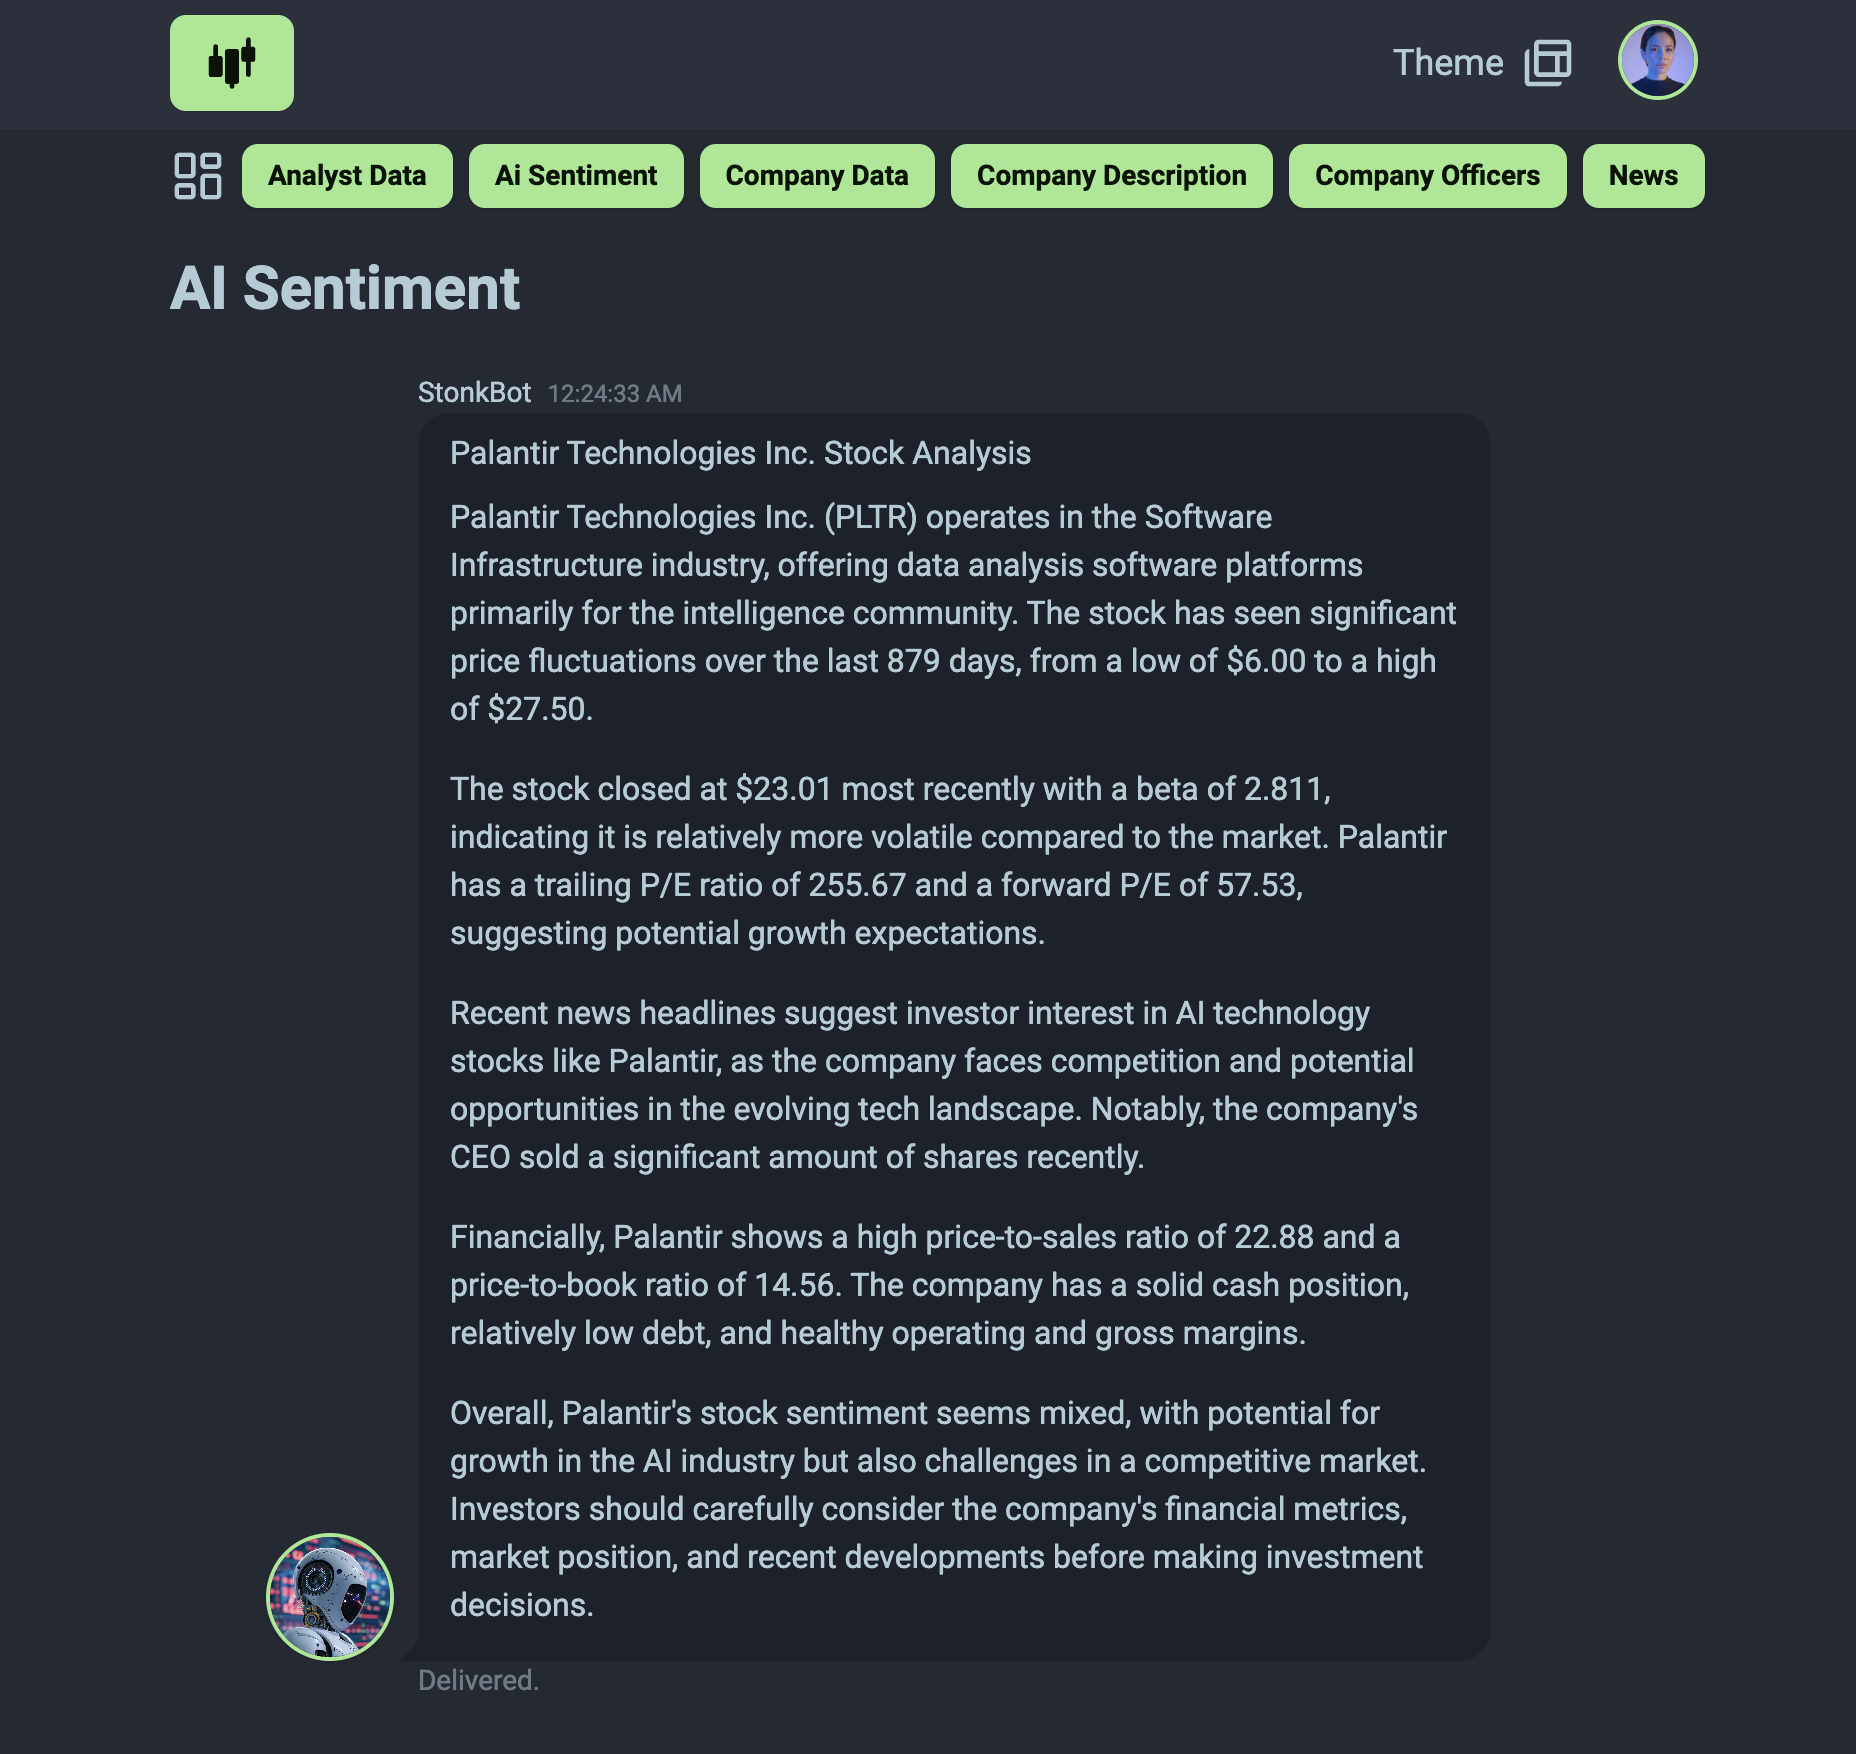 Theme
Analyst Data
Ai Sentiment
Company Data
Company Description
Company Officers
News
AI Sentiment
StonkBot 12:24:33 AM
Palantir Technologies Inc. Stock Analysis
Palantir Technologies Inc. (PLTR) operates in the Software
Infrastructure industry, offering data analysis software platforms
primarily for the intelligence community. The stock has seen significant
price fluctuations over the last 879 days, from a low of $6.00 to a high
of $27.50.
The stock closed at $23.01 most recently with a beta of 2.811,
indicating it is relatively more volatile compared to the market. Palantir
has a trailing P/E ratio of 255.67 and a forward P/E of 57.53,
suggesting potential growth expectations.
Recent news headlines suggest investor interest in AI technology
stocks like Palantir, as the company faces competition and potential
opportunities in the evolving tech landscape. Notably, the company's
CEO sold a significant amount of shares recently.
Financially, Palantir shows a high price-to-sales ratio of 22.88 and a
price-to-book ratio of 14.56. The company has a solid cash position,
relatively low debt, and healthy operating and gross margins.
Overall, Palantir's stock sentiment seems mixed, with potential for
growth in the AI industry but also challenges in a competitive market.
Investors should carefully consider the company's financial metrics,
market position, and recent developments before making investment
decisions.
Delivered.